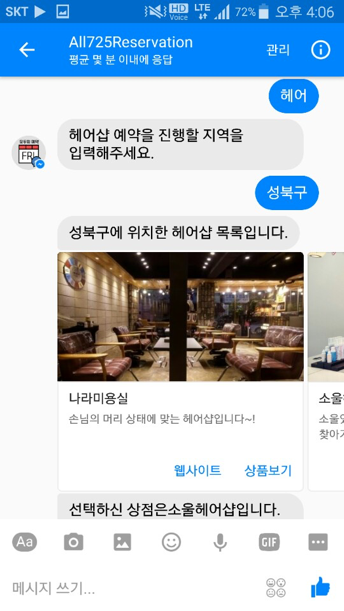 SKT HD Voice LTE 72% 오후 4:06
All725Reservation
평균 몇 분 이내에 응답
관리
헤어
헤어샵 예약을 진행할 지역을
입력해주세요.
FRI
성북구
성북구에 위치한 헤어샵 목록입니다.
나라미용실
손님의 머리 상태에 맞는 헤어샵입니다~!
웹사이트
상품보기
소울
소울
찾아
선택하신 상점은소울헤어샵입니다.
Aa
GIF
메시지 쓰기...